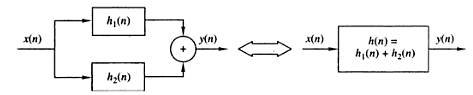 h₁(n)
x(n)
+
y(n)
h₂(n)
x(n)
h(n) =
h₁(n) + h₂(n)
y(n)